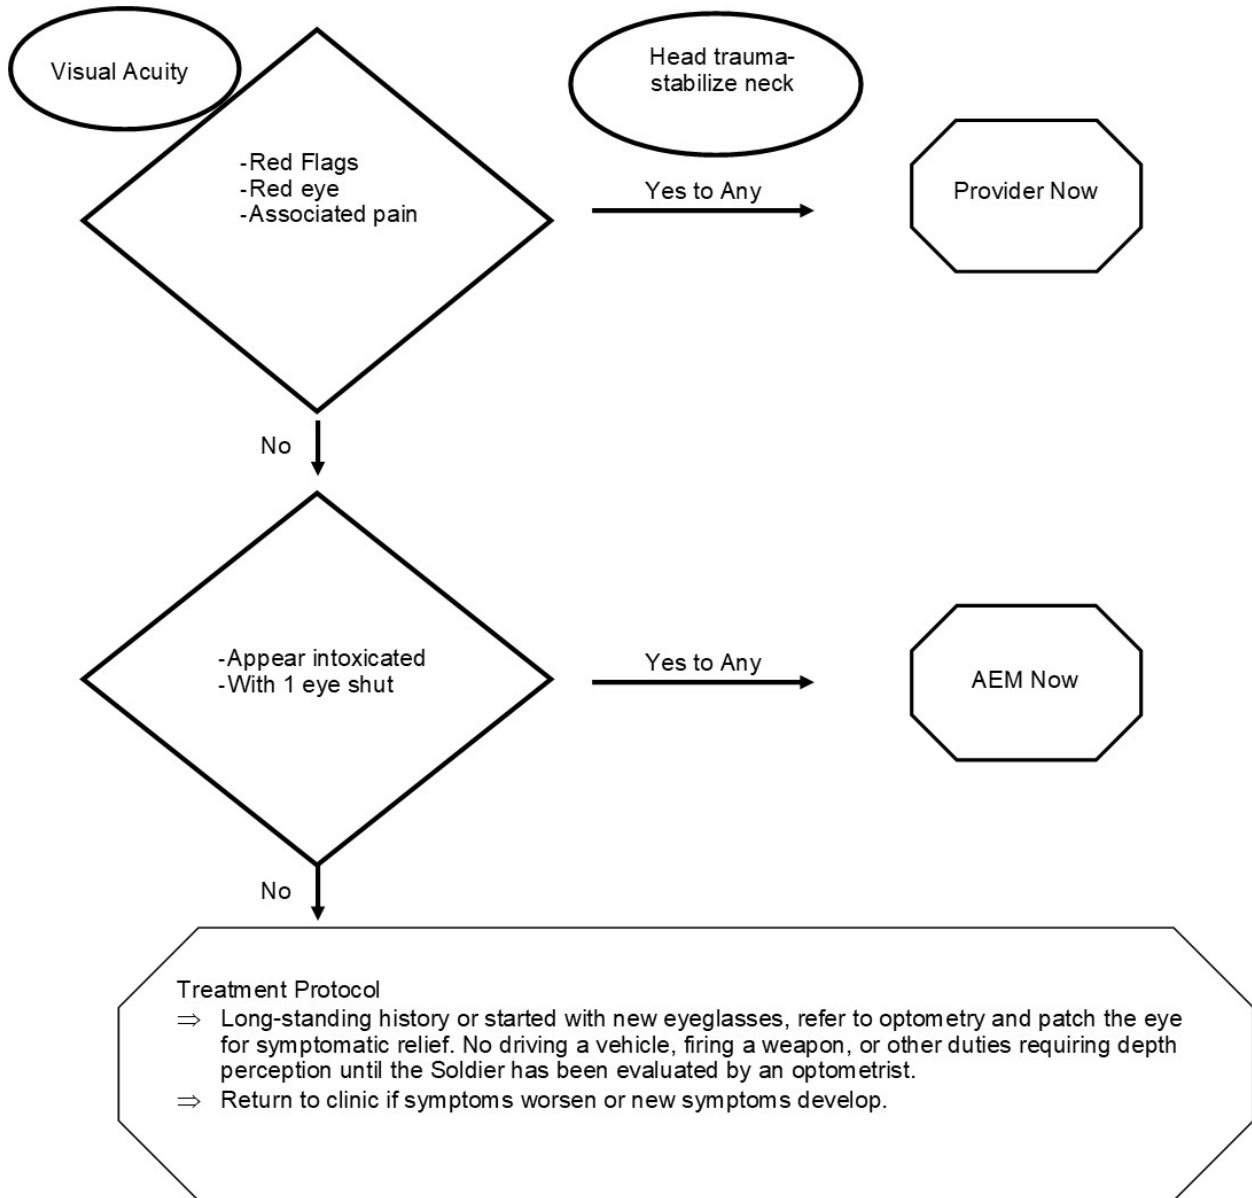 Visual Acuity
Head trauma-
stabilize neck
-Red Flags
-Red eye
-Associated pain
Yes to Any
Provider Now
No
-Appear intoxicated
-With 1 eye shut
Yes to Any
AEM Now
No
Treatment Protocol
⇒ Long-standing history or started with new eyeglasses, refer to optometry and patch the eye
for symptomatic relief. No driving a vehicle, firing a weapon, or other duties requiring depth
perception until the Soldier has been evaluated by an optometrist.
⇒ Return to clinic if symptoms worsen or new symptoms develop.